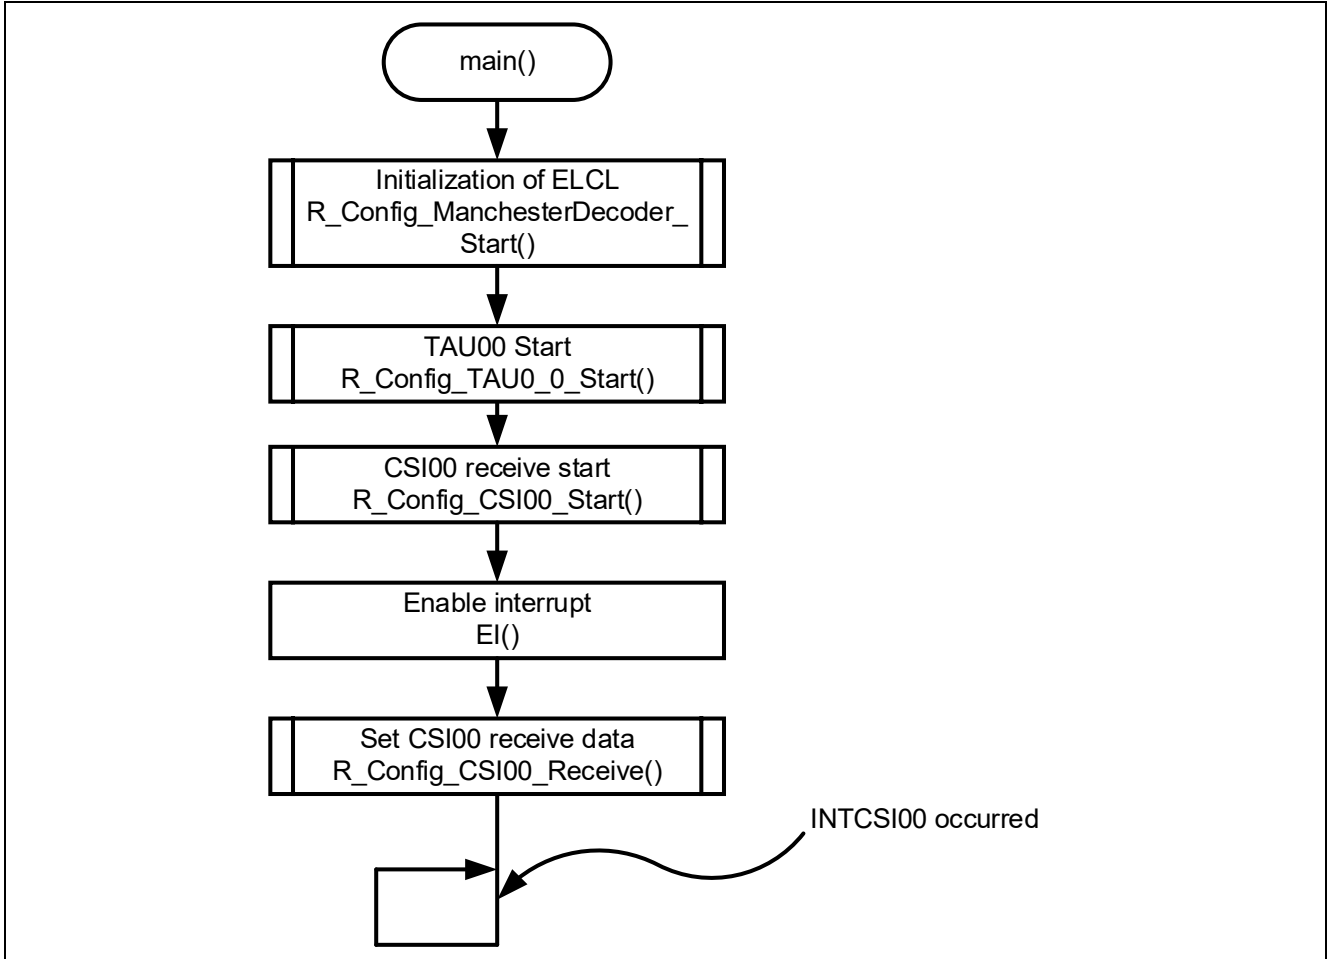 main()
Initialization of ELCL
R_Config_ManchesterDecoder_
Start()
TAU00 Start
R_Config_TAU0_0_Start()
CSI00 receive start
R_Config_CSI00_Start()
Enable interrupt
EI()
Set CSI00 receive data
R_Config_CSI00_Receive()
INTCSI00 occurred